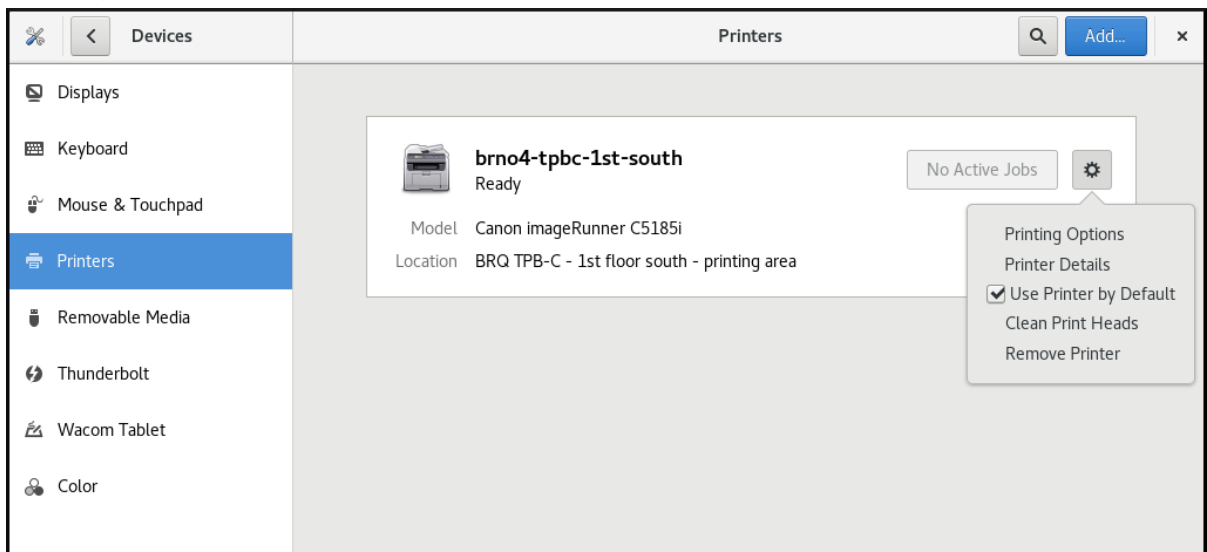 Devices
Printers
Add...
Displays
Keyboard
Mouse & Touchpad
Printers
Removable Media
Thunderbolt
Wacom Tablet
Color
brno4-tpbc-1st-south
Ready
No Active Jobs
Model Canon imageRunner C5185i
Location BRQ TPB-C - 1st floor south - printing area
Printing Options
Printer Details
Use Printer by Default
Clean Print Heads
Remove Printer